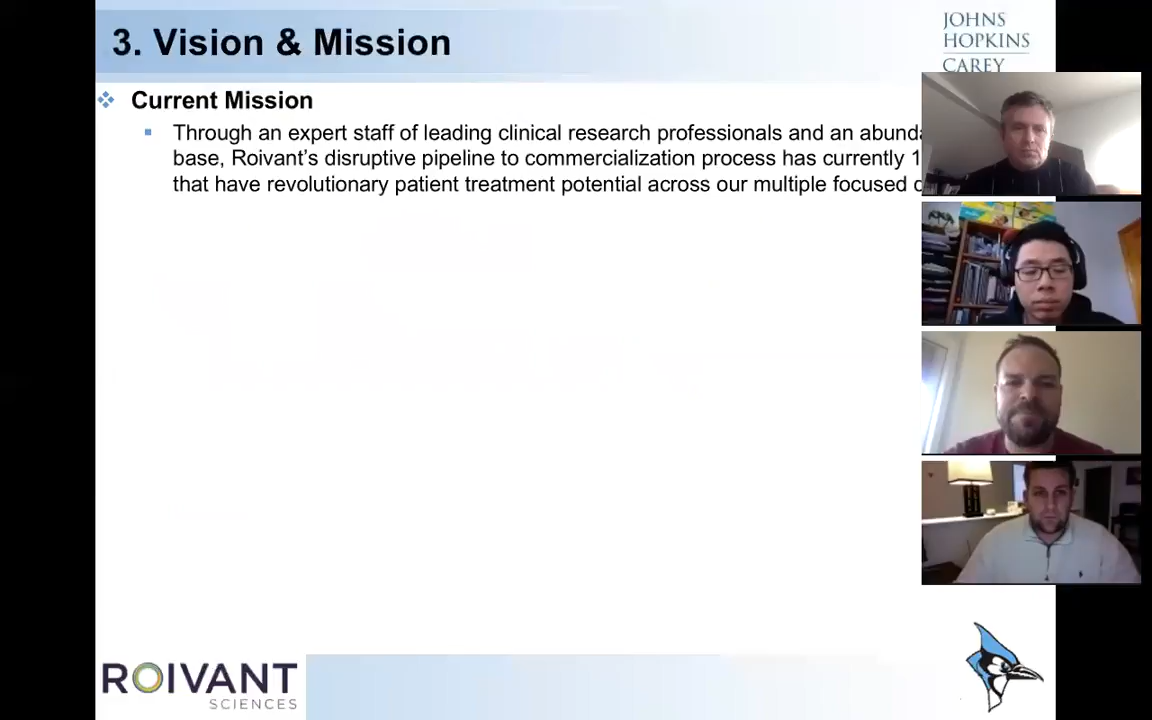 3. Vision & Mission
JOHNS
HOPKINS
CAREY
Current Mission
Through an expert staff of leading clinical research professionals and an
base, Roivant's disruptive pipeline to commercialization process has currently
that have revolutionary patient treatment potential across our multiple focused
ROIVANT
SCIENCES